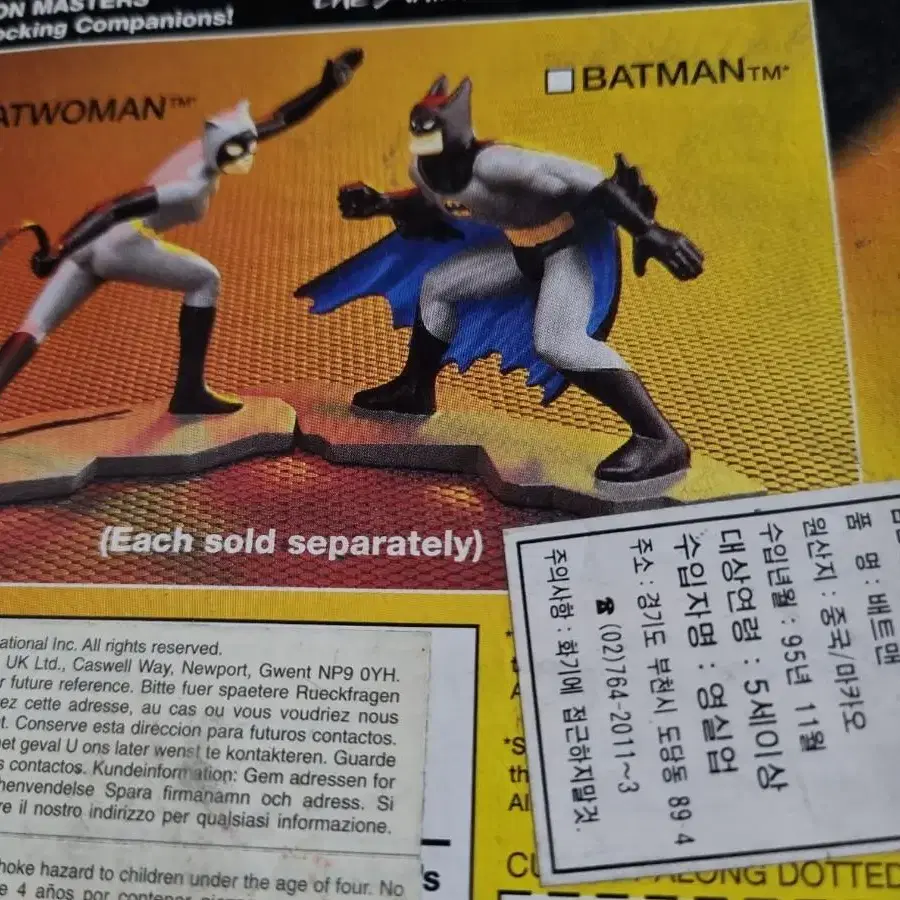 ON MASTERS
ocking Companions!
ATWOMAN™*
BATMAN™*
(Each sold separately)
ational Inc. All rights reserved.
UK Ltd., Caswell Way, Newport, Gwent NP9 0YH.
r future reference. Bitte fuer spaetere Rueckfragen
ez cette adresse, au cas ou vous voudriez nous
t. Conserve esta direccion para futuros contactos.
et geval U ons later wenst te kontakteren. Guarde
s contactos. Kundeinformation: Gem adressen for
henvendelse Spara firmanamn och adress. Si
re il nostro indirizzo per qualsiasi informazione.
hoke hazard to children under the age of four. No
e 4 años por contener
's
품 명 : 배트맨
원산지 : 중국/마카오
수입년월 : 95년 11월
대상연령 : 5세이상
수입자명 : 영실업
주소 : 경기도 부천시 도당동 89-4
☎ (02)764-2011~3
주의사항 : 화기에 접근하지말것.
*S
th
Al
CU ALONG DOTTED